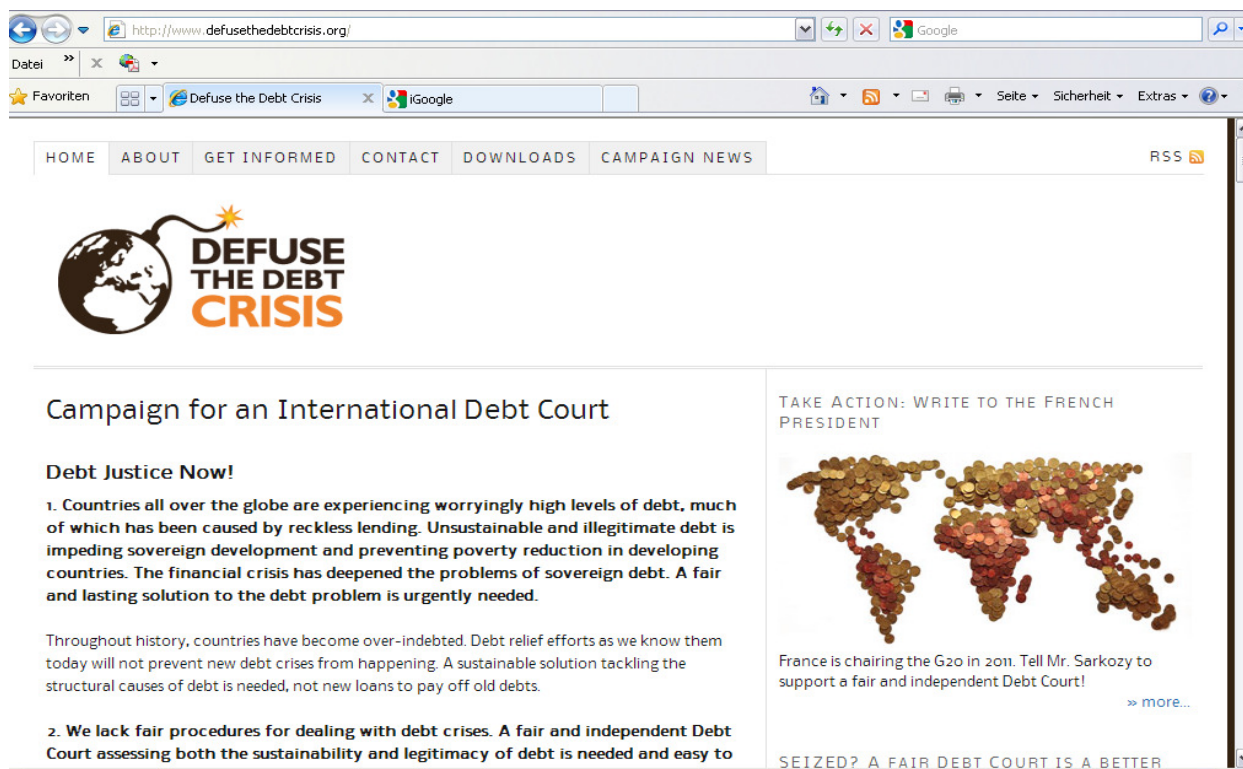 http://www.defusethedebtcrisis.org/
Google
Datei »
Favoriten
Defuse the Debt Crisis
iGoogle
Seite
Sicherheit
Extras
HOME
ABOUT
GET INFORMED
CONTACT
DOWNLOADS
CAMPAIGN NEWS
RSS
DEFUSE
THE DEBT
CRISIS
Campaign for an International Debt Court
Debt Justice Now!
1. Countries all over the globe are experiencing worryingly high levels of debt, much
of which has been caused by reckless lending. Unsustainable and illegitimate debt is
impeding sovereign development and preventing poverty reduction in developing
countries. The financial crisis has deepened the problems of sovereign debt. A fair
and lasting solution to the debt problem is urgently needed.
Throughout history, countries have become over-indebted. Debt relief efforts as we know them
today will not prevent new debt crises from happening. A sustainable solution tackling the
structural causes of debt is needed, not new loans to pay off old debts.
2. We lack fair procedures for dealing with debt crises. A fair and independent Debt
Court assessing both the sustainability and legitimacy of debt is needed and easy to
TAKE ACTION: WRITE TO THE FRENCH
PRESIDENT
France is chairing the G20 in 2011. Tell Mr. Sarkozy to
support a fair and independent Debt Court!
» more...
SEIZED? A FAIR DEBT COURT IS A BETTER